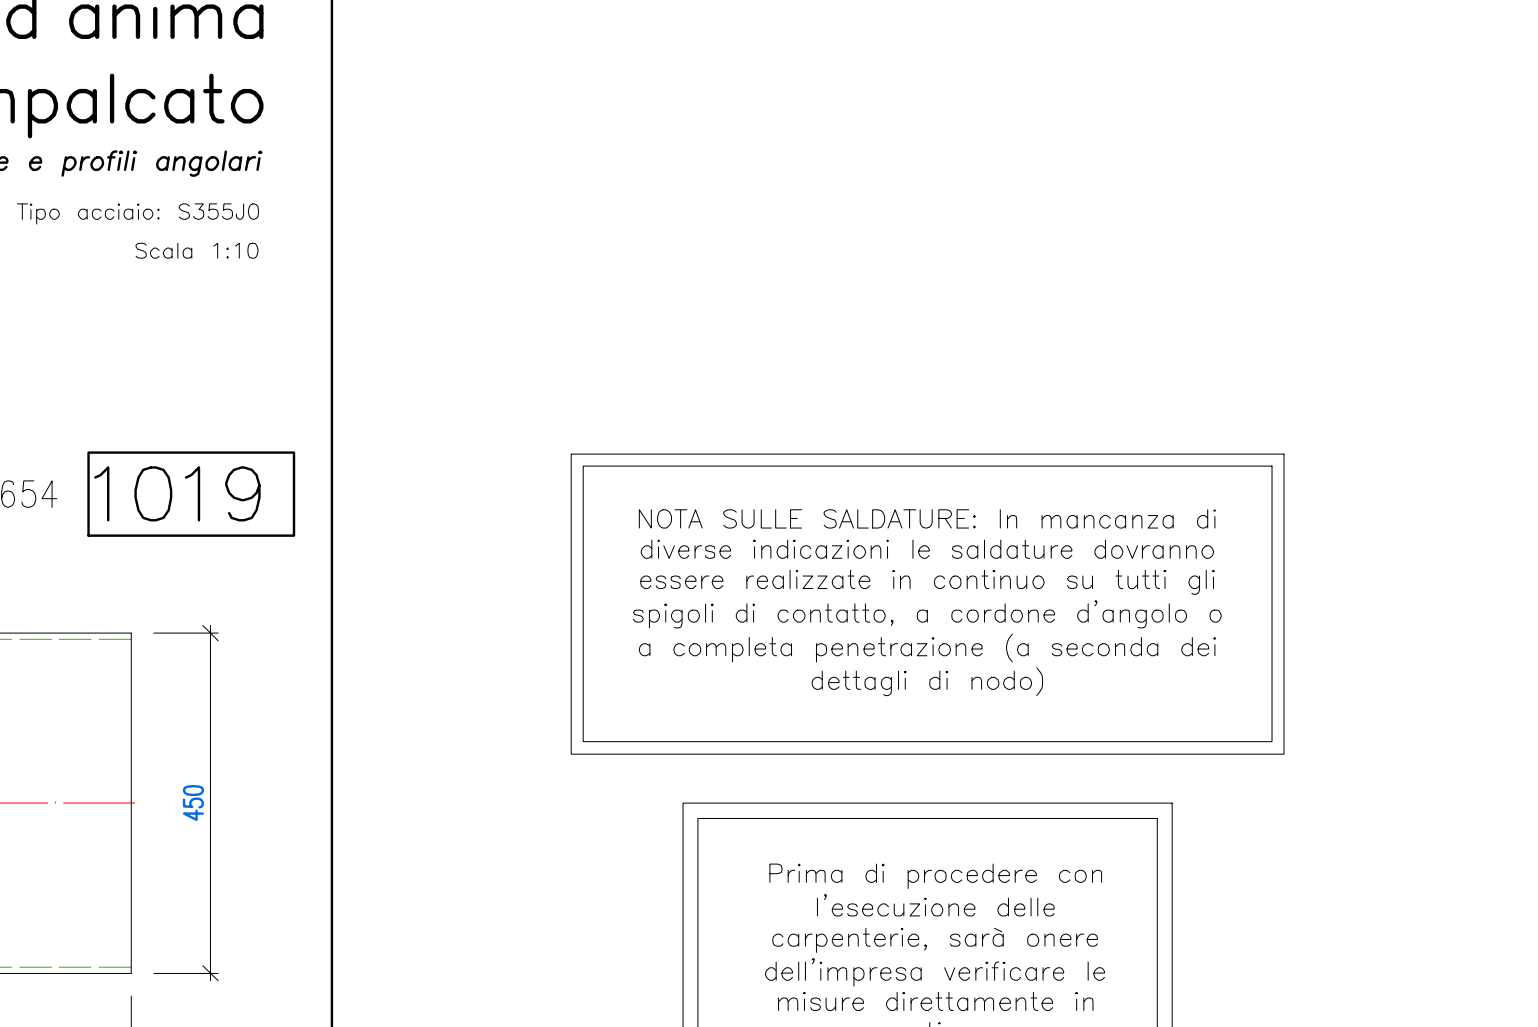 d anima
npalcato
e e profili angolari
Tipo acciaio: S355J0
Scala 1:10
654 1019
450
NOTA SULLE SALDATURE: In mancanza di
diverse indicazioni le saldature dovranno
essere realizzate in continuo su tutti gli
spigoli di contatto, a cordone d'angolo o
a completa penetrazione (a seconda dei
dettagli di nodo)
Prima di procedere con
l'esecuzione delle
carpenterie, sarà onere
dell'impresa verificare le
misure direttamente in